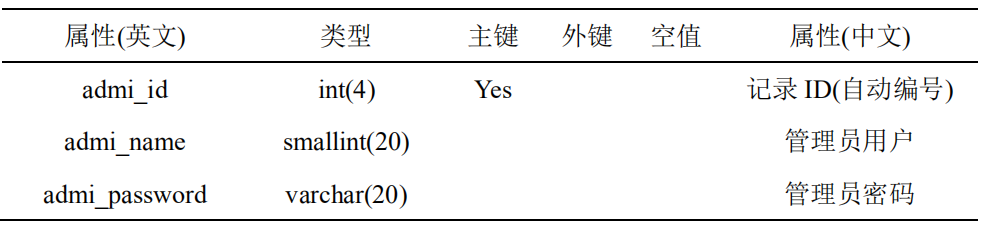 属性(英文) 类型 主键 外键 空值 属性(中文)
admi_id int(4) Yes 记录 ID(自动编号)
admi_name smallint(20) 管理员用户
admi_password varchar(20) 管理员密码